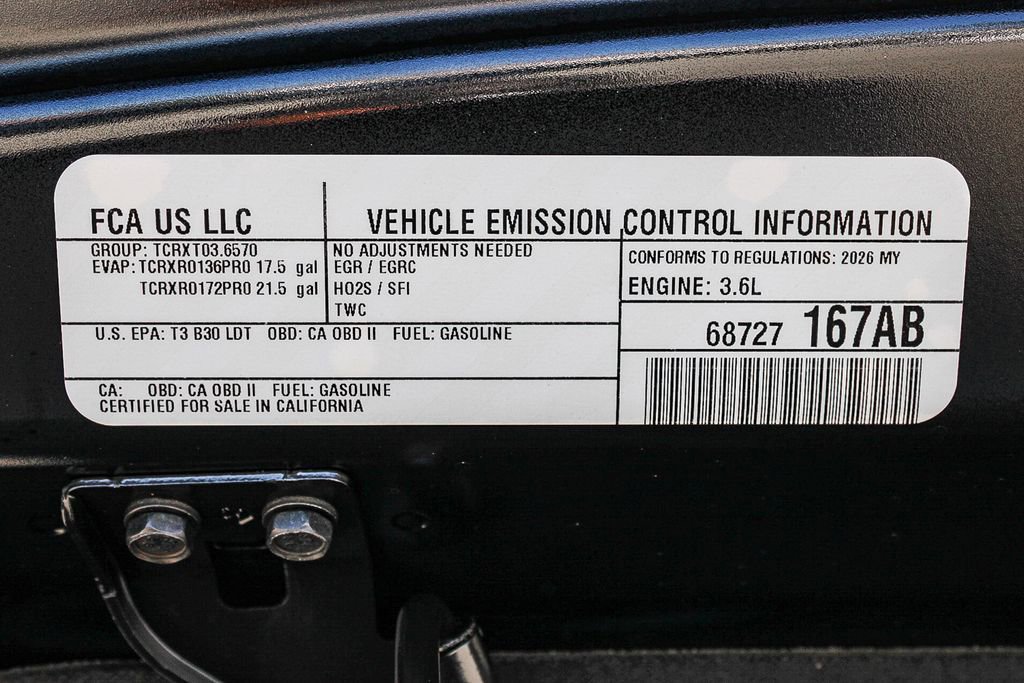 FCA US LLC
VEHICLE EMISSION CONTROL INFORMATION
GROUP: TCRXT03.6570
EVAP: TCRXR0136PR0 17.5 gal
TCRXR0172PR0 21.5 gal
NO ADJUSTMENTS NEEDED
EGR / EGRC
HO2S / SFI
TWC
CONFORMS TO REGULATIONS: 2026 MY
ENGINE: 3.6L
U.S. EPA: T3 B30 LDT OBD: CA OBD II FUEL: GASOLINE
68727 167AB
CA: OBD: CA OBD II FUEL: GASOLINE
CERTIFIED FOR SALE IN CALIFORNIA